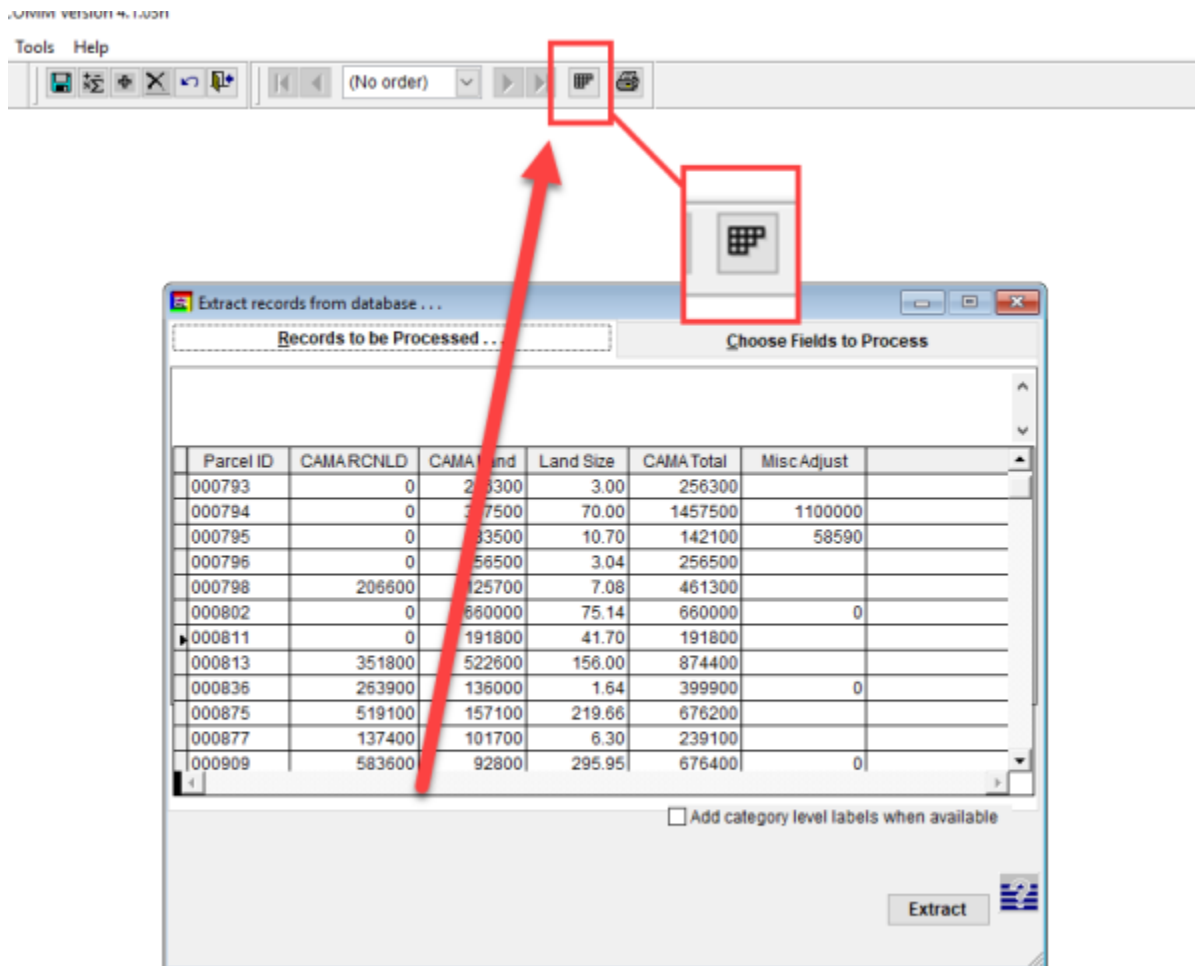 Tools Help
(No order)
Extract records from database . . .
Records to be Processed . . . Choose Fields to Process
Parcel ID CAMARCNLD CAMA Land Size CAMATotal MiscAdjust
000793 0 3.00 256300
000794 0 70.00 1457500 1100000
000795 0 10.70 142100 58590
000796 0 3.04 256500
000798 206600 125700 7.08 461300
000802 0 660000 75.14 660000 0
000811 0 191800 41.70 191800
000813 351800 522600 156.00 874400
000836 263900 136000 1.64 399900 0
000875 519100 157100 219.66 676200
000877 137400 101700 6.30 239100
000909 583600 92800 295.95 676400 0
Add category level labels when available
Extract